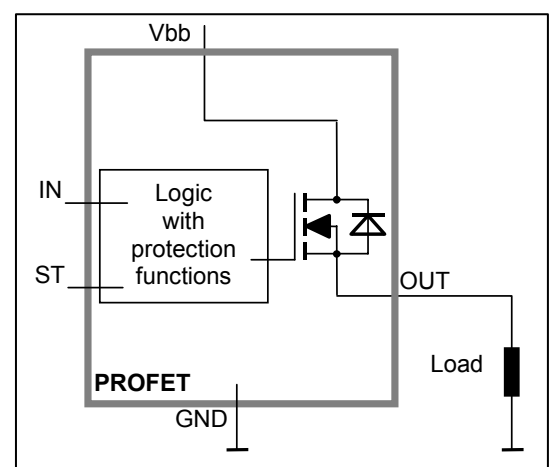 Vbb
IN
Logic
with
protection
functions
ST
OUT
Load
PROFET
GND